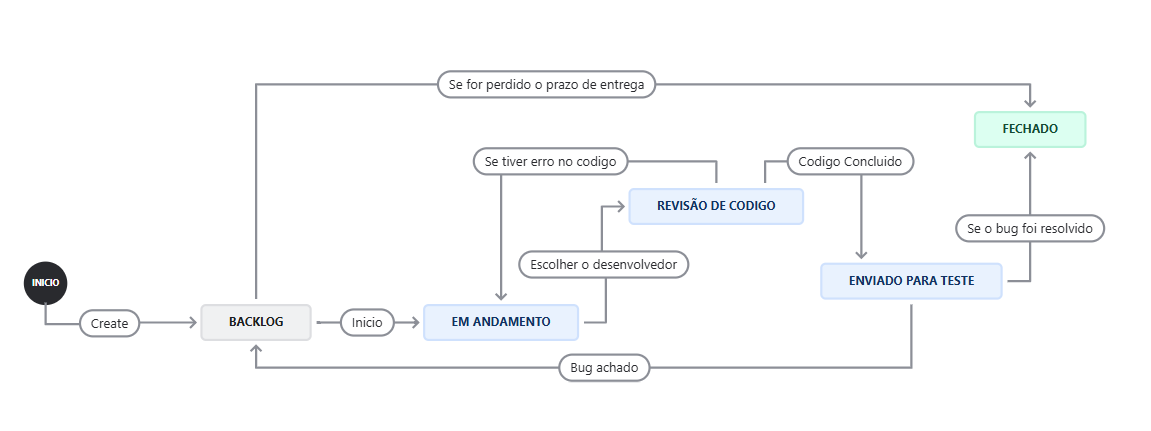 Se for perdido o prazo de entrega
FECHADO
Se tiver erro no codigo
Codigo Concluido
REVISÃO DE CODIGO
Se o bug foi resolvido
Escolher o desenvolvedor
INICIO
ENVIADO PARA TESTE
Create
BACKLOG
Inicio
EM ANDAMENTO
Bug achado